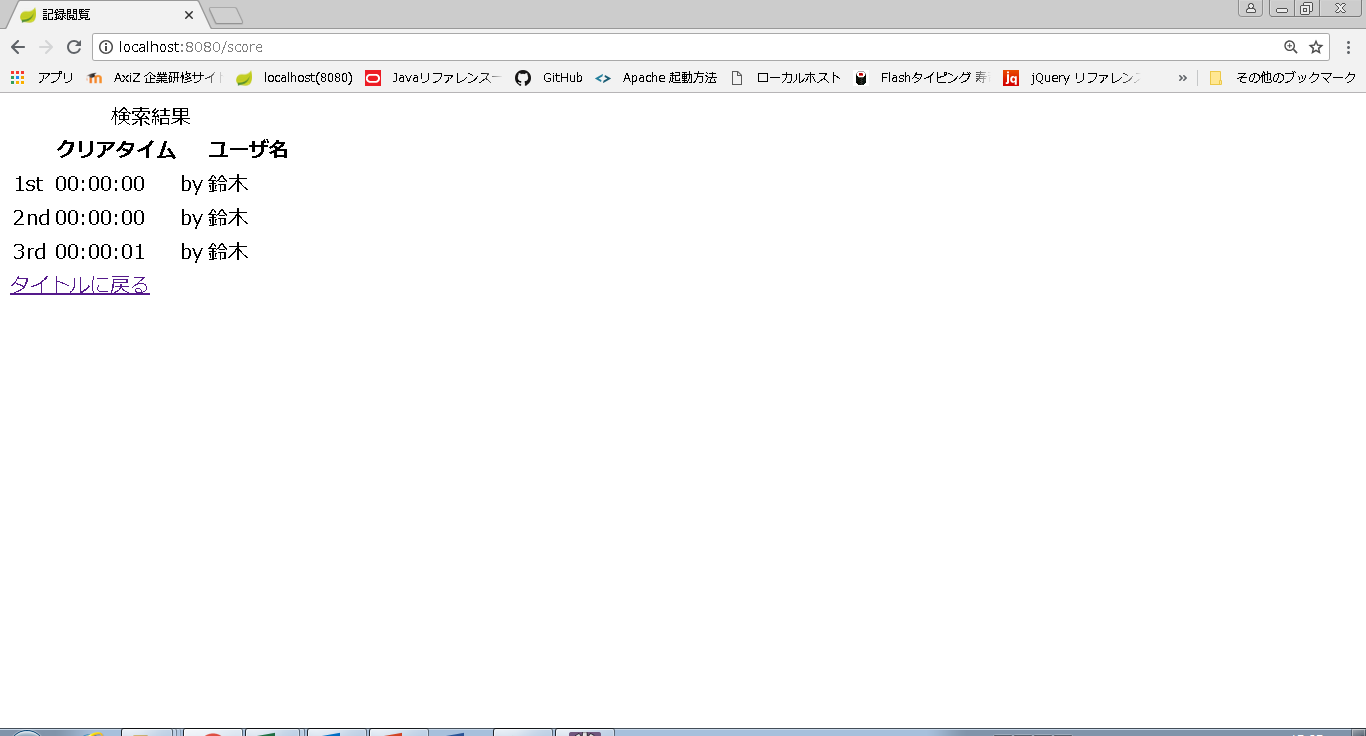 記録閲覧
localhost:8080/score
アプリ AxiZ 企業研修サイ localhost(8080) Javaリファレンス GitHub Apache 起動方法 ローカルホスト Flashタイピング 寿 jq jQuery リファレン » その他のブックマーク
検索結果
クリアタイム ユーザ名
1st 00:00:00 by 鈴木
2nd 00:00:00 by 鈴木
3rd 00:00:01 by 鈴木
タイトルに戻る